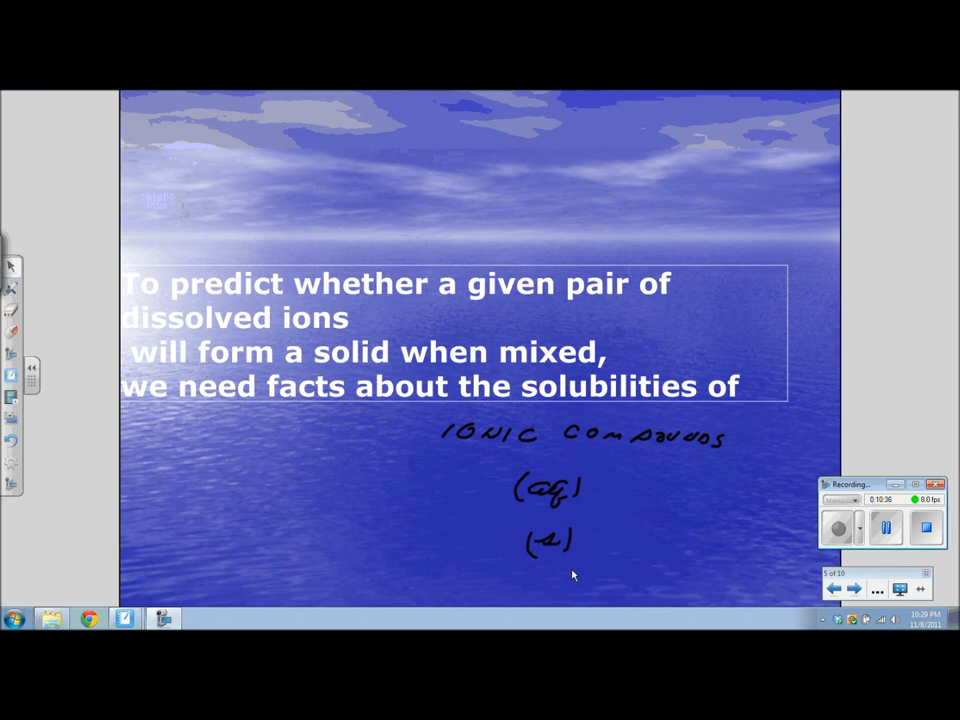 To predict whether a given pair of
dissolved ions
will form a solid when mixed,
we need facts about the solubilities of
IONIC COMPOUNDS
(aq)
(s)
Recording...
0:10:36
8.0 fps
5 of 10
...
10:29 PM
11/8/2011